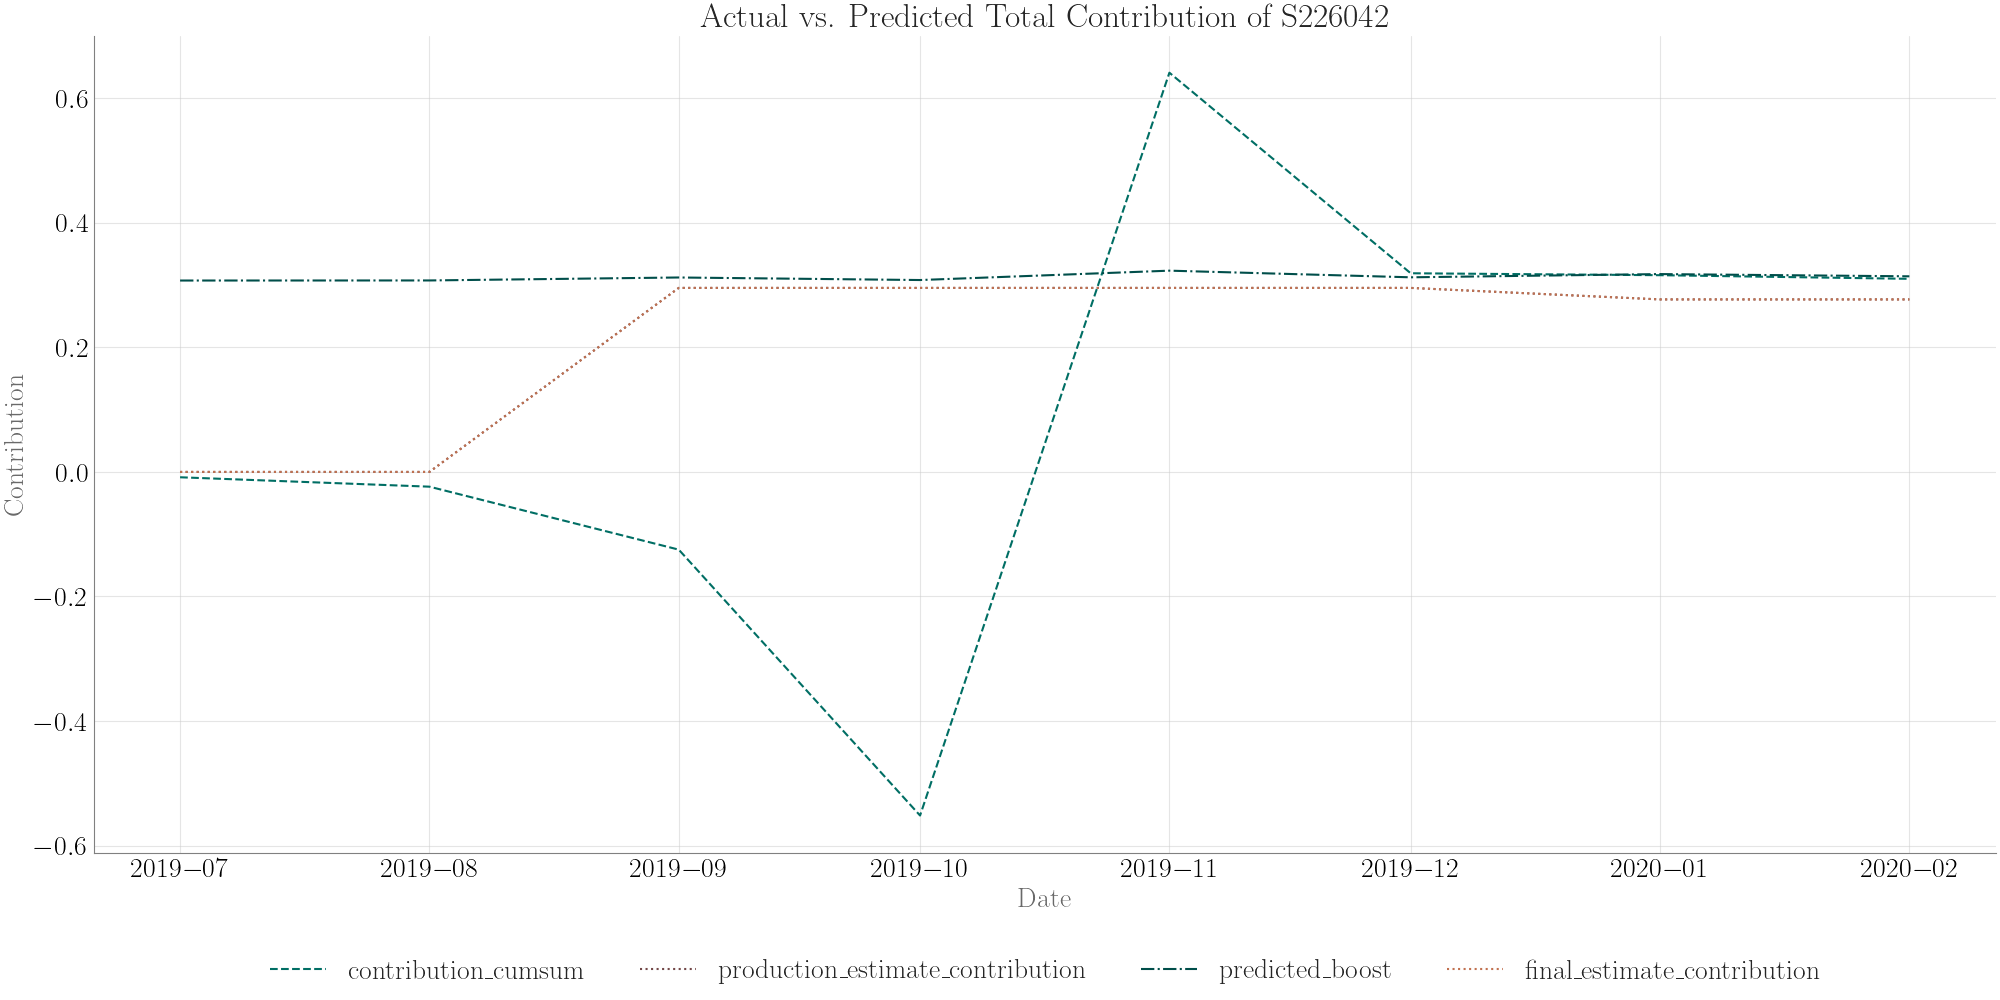 Actual vs. Predicted Total Contribution of S226042
Contribution
0.6
0.4
0.2
0.0
−0.2
−0.4
−0.6
2019−07 2019−08 2019−09 2019−10 2019−11 2019−12 2020−01 2020−02
Date
contribution_cumsum production_estimate_contribution predicted_boost final_estimate_contribution